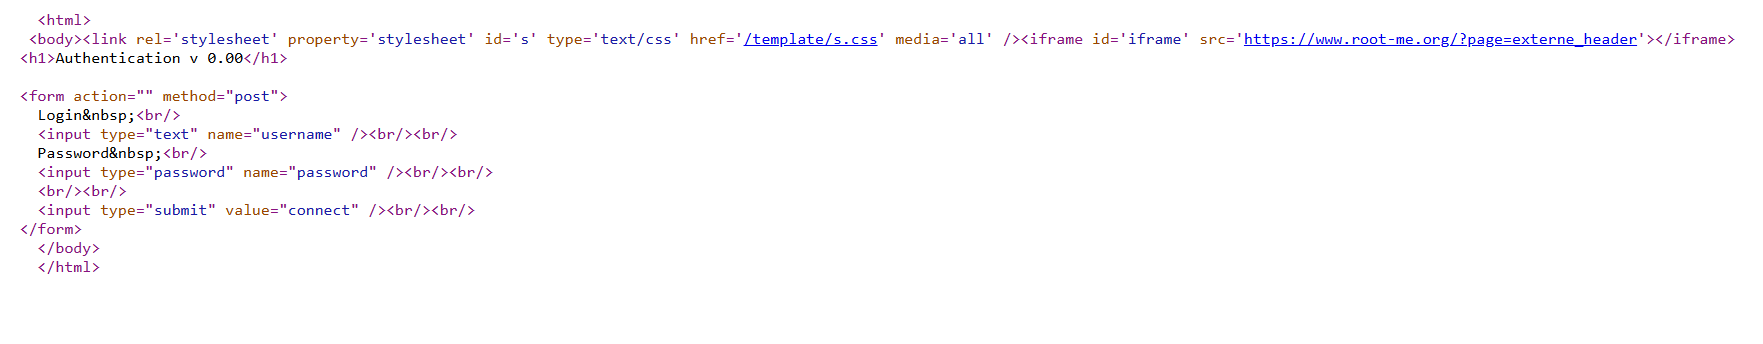 <html>
<body><link rel='stylesheet' property='stylesheet' id='s' type='text/css' href='/template/s.css' media='all' /><iframe id='iframe' src='https://www.root-me.org/?page=externe_header'></iframe>
<h1>Authentication v 0.00</h1>
<form action="" method="post">
Login&nbsp;<br/>
<input type="text" name="username" /><br/><br/>
Password&nbsp;<br/>
<input type="password" name="password" /><br/><br/>
<br/><br/>
<input type="submit" value="connect" /><br/><br/>
</form>
</body>
</html>